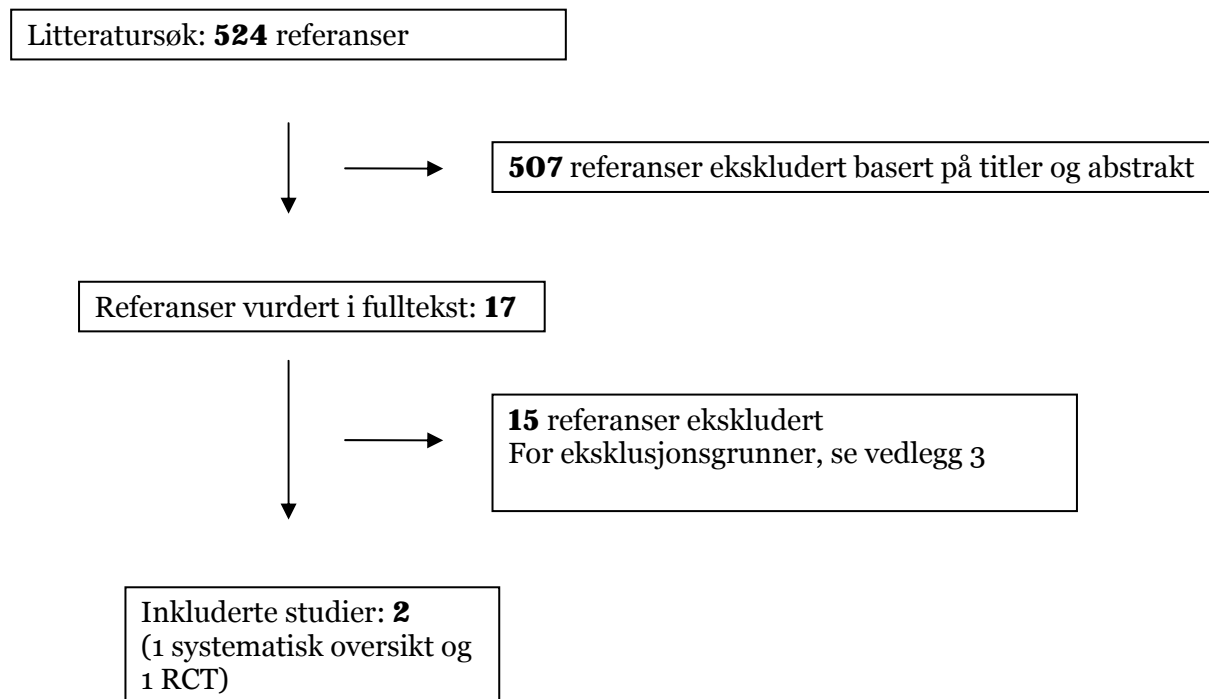 Litteratursøk: 524 referanser
507 referanser ekskludert basert på titler og abstrakt
Referanser vurdert i fulltekst: 17
15 referanser ekskludert
For eksklusjonsgrunner, se vedlegg 3
Inkluderte studier: 2
(1 systematisk oversikt og
1 RCT)